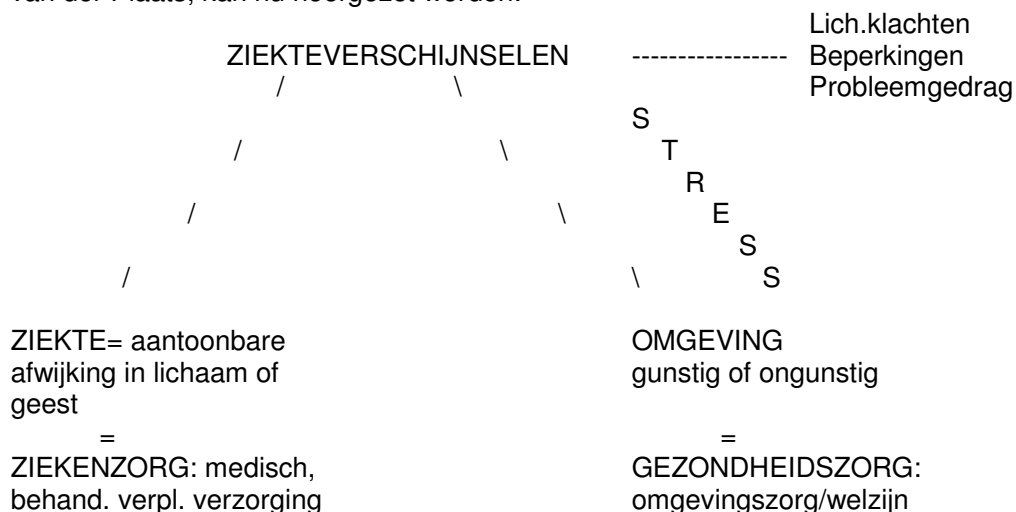 van der Plaats, kan nu neergezet worden:
Lich.klachten
ZIEKTEVERSCHIJNSELEN ----------------- Beperkingen
/ \ Probleemgedrag
S
/ \ T
R
/ \ E
S
/ \ S
ZIEKTE= aantoonbare OMGEVING
afwijking in lichaam of gunstig of ongunstig
geest
= =
ZIEKENZORG: medisch, GEZONDHEIDSZORG:
behand. verpl. verzorging omgevingszorg/welzijn